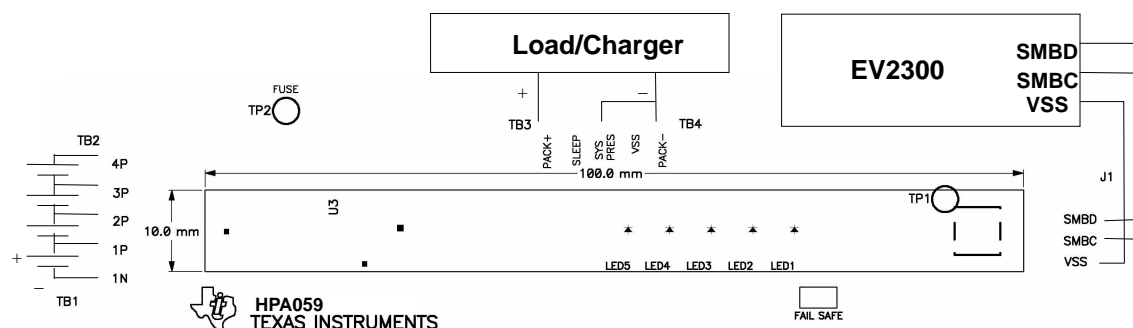 Load/Charger
EV2300
SMBD
SMBC
VSS
FUSE
TP2
+
−
TB3
TB4
PACK+
SLEEP
SYS
PRES
VSS
PACK−
TB2
4P
3P
2P
1P
1N
+
−
TB1
100.0 mm
10.0 mm
U3
TP1
LED5
LED4
LED3
LED2
LED1
J1
SMBD
SMBC
VSS
HPA059
TEXAS INSTRUMENTS
FAIL SAFE